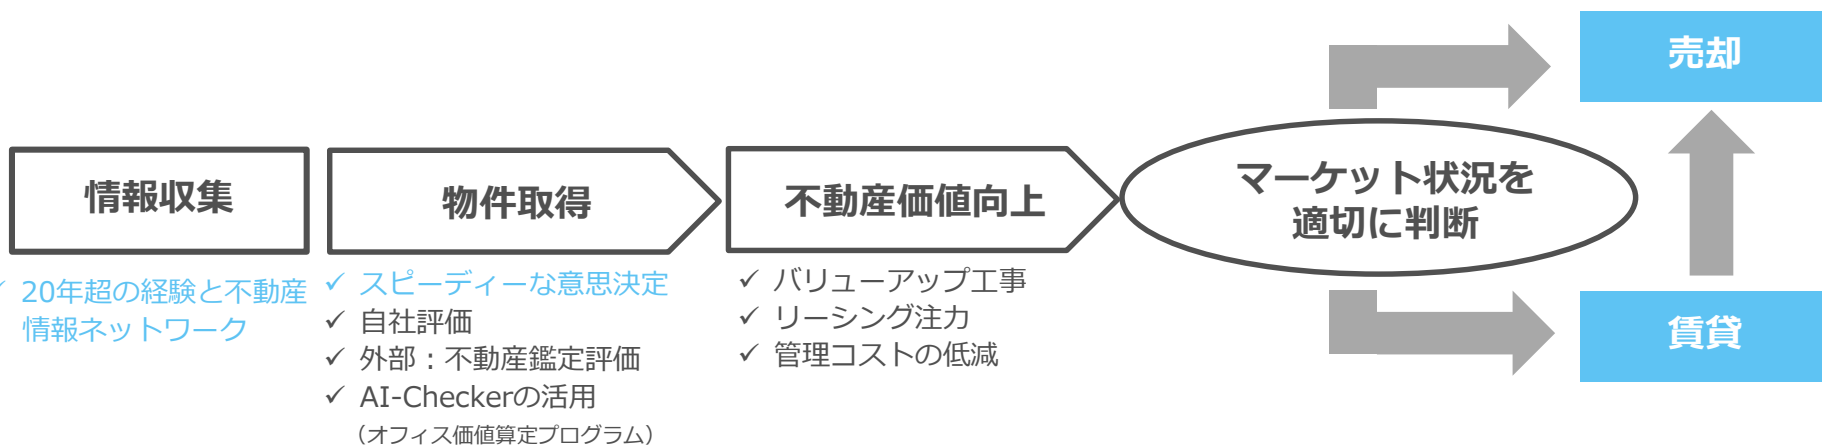 情報収集
✓ 20年超の経験と不動産
情報ネットワーク
物件取得
✓ スピーディーな意思決定
✓ 自社評価
✓ 外部：不動産鑑定評価
✓ AI-Checkerの活用
（オフィス価値算定プログラム）
不動産価値向上
✓ バリューアップ工事
✓ リーシング注力
✓ 管理コストの低減
マーケット状況を
適切に判断
売却
賃貸